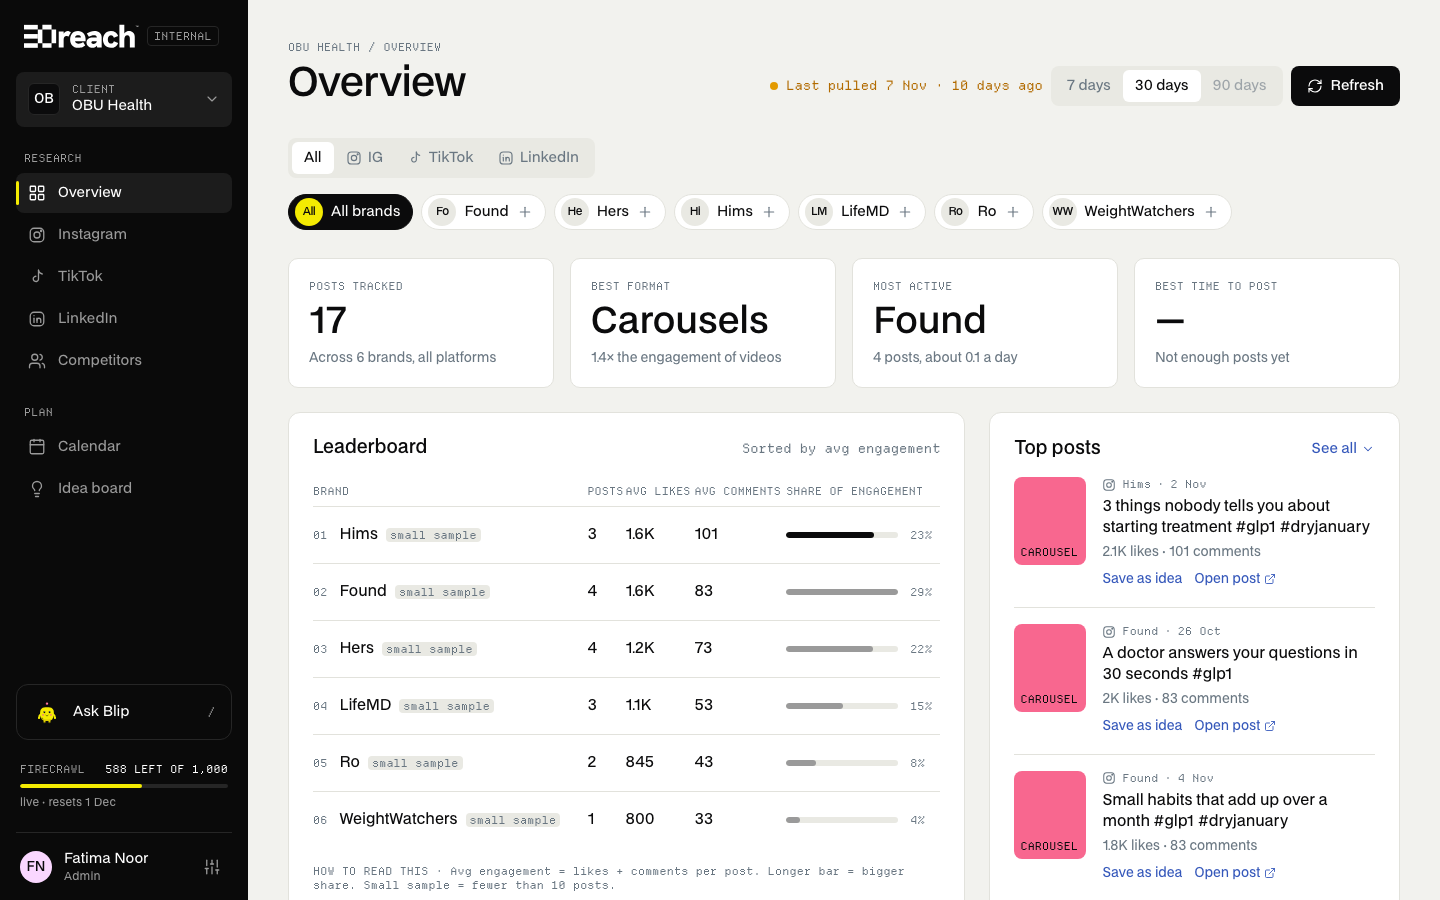 reach
INTERNAL
OB
CLIENT
OBU Health
RESEARCH
Overview
Instagram
TikTok
LinkedIn
Competitors
PLAN
Calendar
Idea board
Ask Blip
/
FIRECRAWL
588 LEFT OF 1,000
live · resets 1 Dec
FN
Fatima Noor
Admin
OBU HEALTH / OVERVIEW
Overview
Last pulled 7 Nov · 10 days ago
7 days
30 days
90 days
Refresh
All
IG
TikTok
LinkedIn
All All brands
Fo Found
He Hers
Hi Hims
LM LifeMD
Ro Ro
WW WeightWatchers
POSTS TRACKED
17
Across 6 brands, all platforms
BEST FORMAT
Carousels
1.4× the engagement of videos
MOST ACTIVE
Found
4 posts, about 0.1 a day
BEST TIME TO POST
—
Not enough posts yet
Leaderboard
Sorted by avg engagement
BRAND POSTS AVG LIKES AVG COMMENTS SHARE OF ENGAGEMENT
01 Hims small sample 3 1.6K 101 23%
02 Found small sample 4 1.6K 83 29%
03 Hers small sample 4 1.2K 73 22%
04 LifeMD small sample 3 1.1K 53 15%
05 Ro small sample 2 845 43 8%
06 WeightWatchers small sample 1 800 33 4%
HOW TO READ THIS · Avg engagement = likes + comments per post. Longer bar = bigger
share. Small sample = fewer than 10 posts.
Top posts
See all
CAROUSEL
Hims · 2 Nov
3 things nobody tells you about
starting treatment #glp1 #dryjanuary
2.1K likes · 101 comments
Save as idea Open post
CAROUSEL
Found · 26 Oct
A doctor answers your questions in
30 seconds #glp1
2K likes · 83 comments
Save as idea Open post
CAROUSEL
Found · 4 Nov
Small habits that add up over a
month #glp1 #dryjanuary
1.8K likes · 83 comments
Save as idea Open post